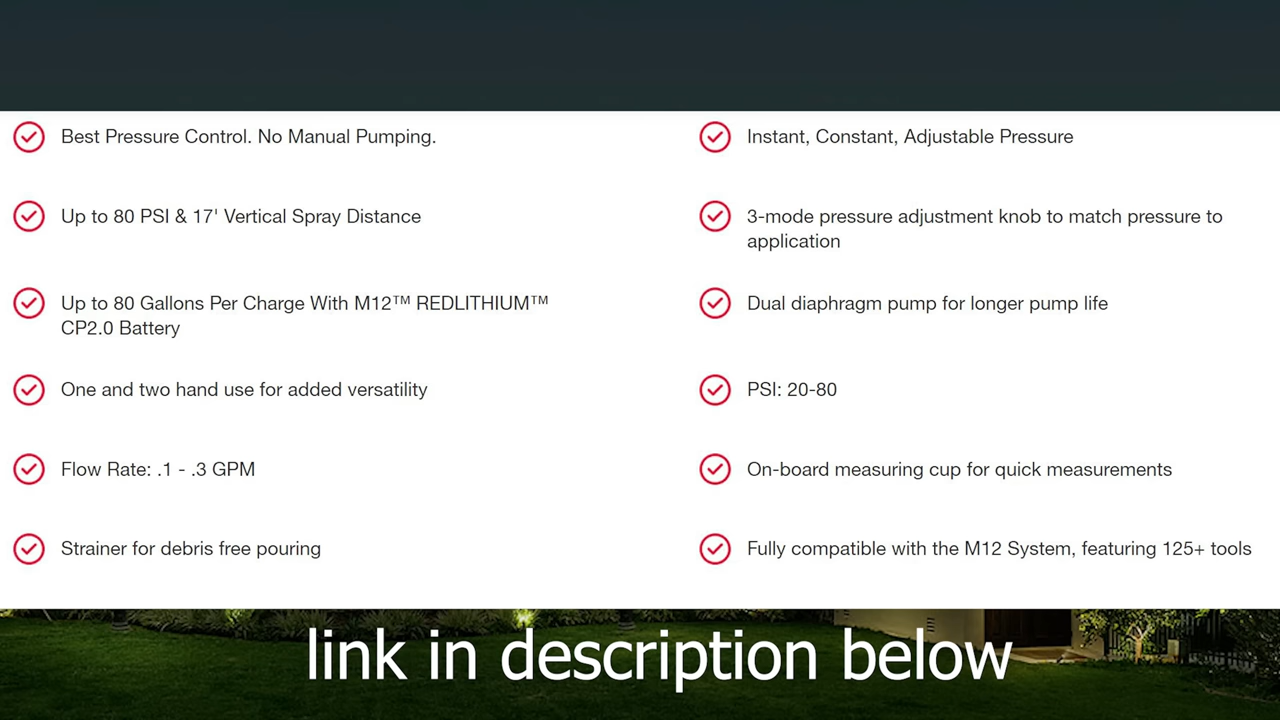 Best Pressure Control. No Manual Pumping.
Up to 80 PSI & 17' Vertical Spray Distance
Up to 80 Gallons Per Charge With M12™ REDLITHIUM™
CP2.0 Battery
One and two hand use for added versatility
Flow Rate: .1 - .3 GPM
Strainer for debris free pouring
Instant, Constant, Adjustable Pressure
3-mode pressure adjustment knob to match pressure to
application
Dual diaphragm pump for longer pump life
PSI: 20-80
On-board measuring cup for quick measurements
Fully compatible with the M12 System, featuring 125+ tools
link in description below